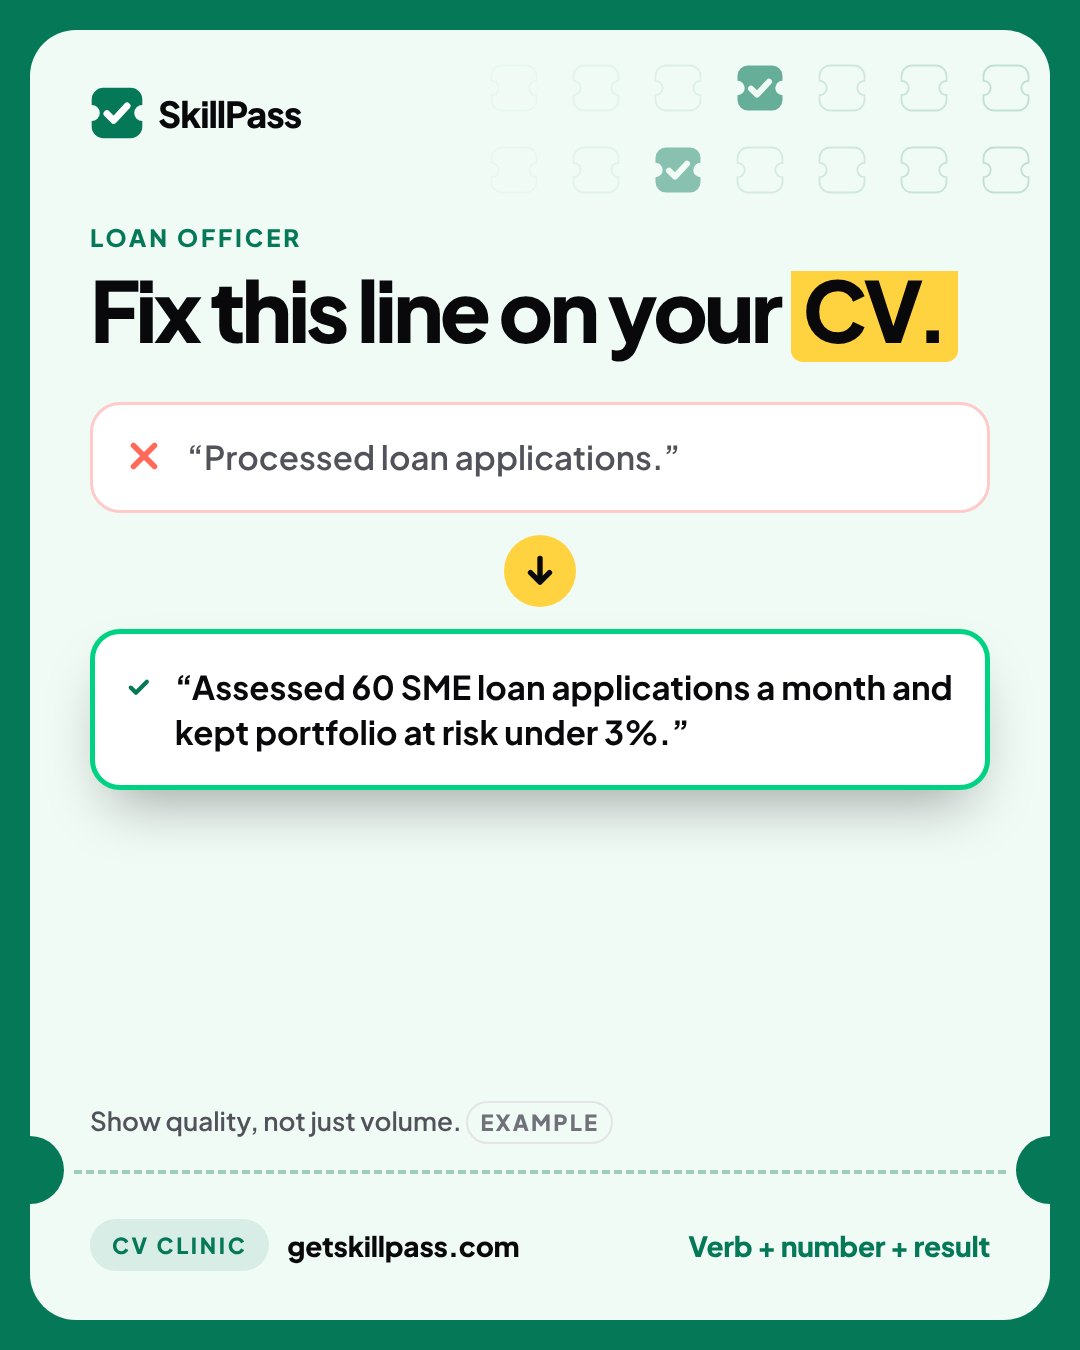 SkillPass
LOAN OFFICER
Fix this line on your CV.
“Processed loan applications.”
“Assessed 60 SME loan applications a month and
kept portfolio at risk under 3%.”
Show quality, not just volume. EXAMPLE
CV CLINIC getskillpass.com Verb + number + result